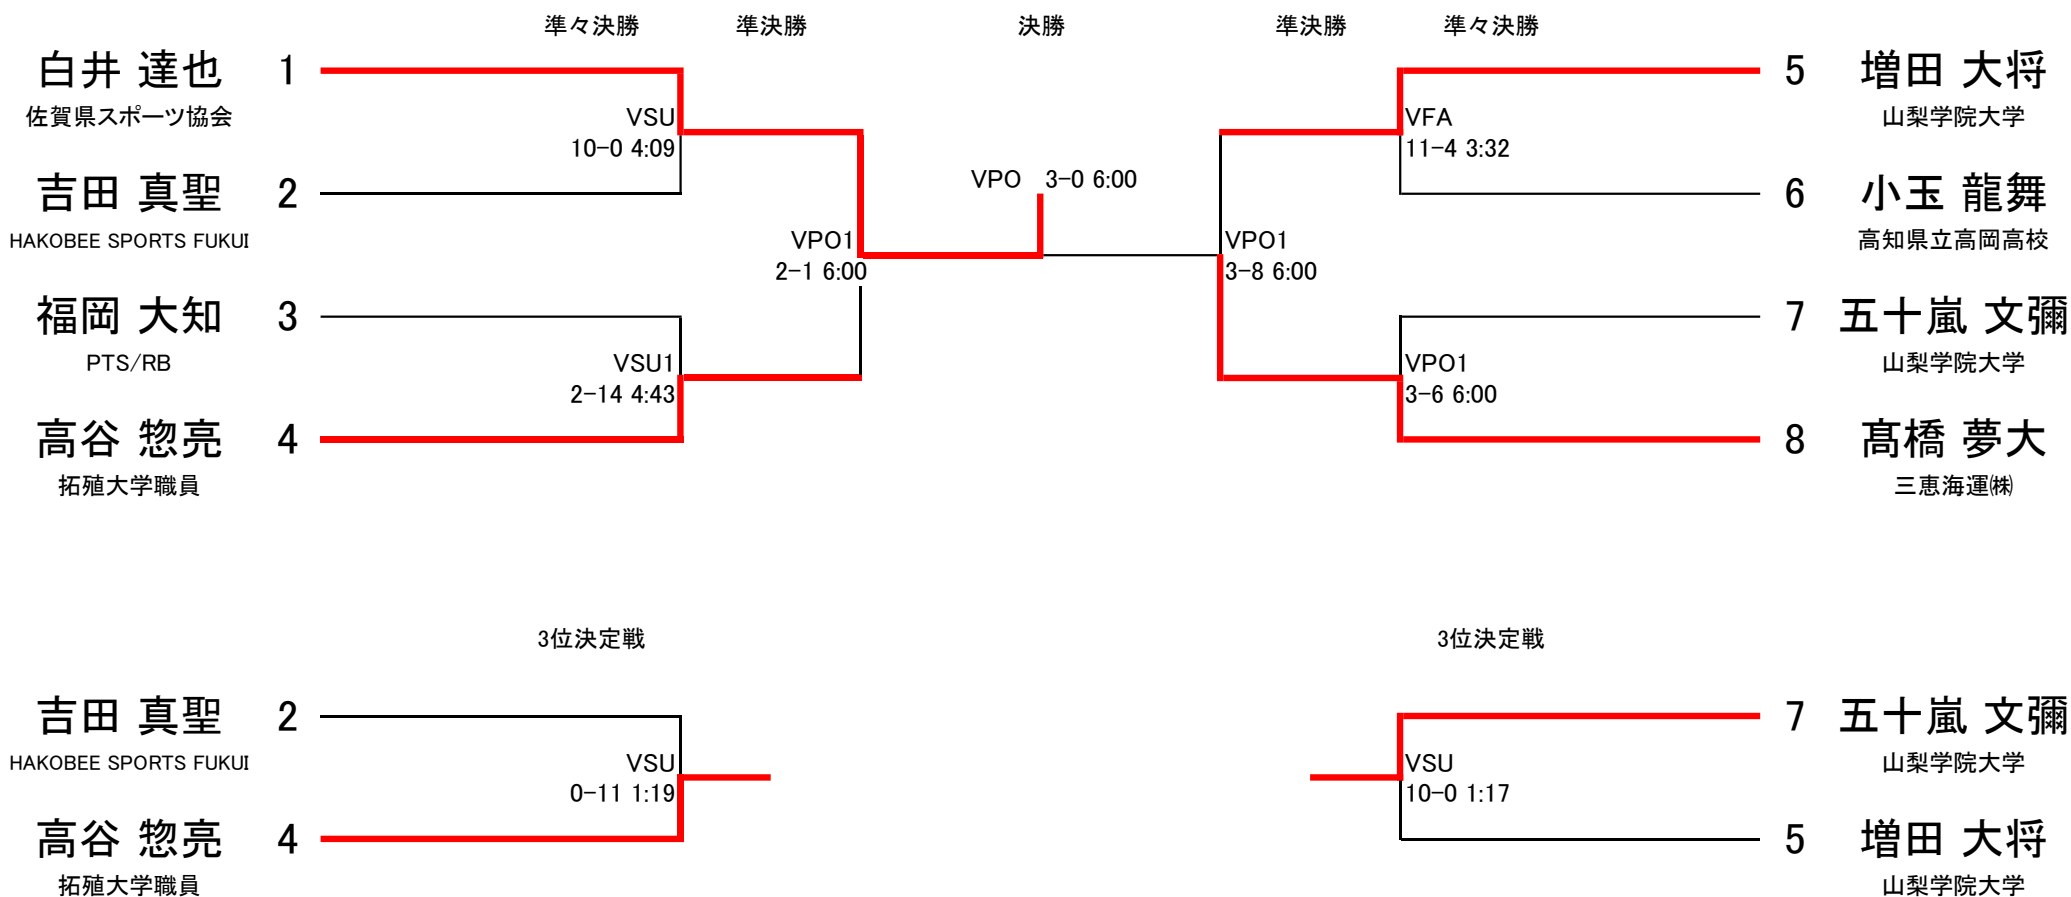 準々決勝 準決勝 決勝 準決勝 準々決勝
白井 達也 1
佐賀県スポーツ協会
VSU
10-0 4:09
吉田 真聖 2
HAKOBEE SPORTS FUKUI
VPO1
2-1 6:00
福岡 大知 3
PTS/RB
VSU1
2-14 4:43
高谷 惣亮 4
拓殖大学職員
VPO 3-0 6:00
5 増田 大将
山梨学院大学
VFA
11-4 3:32
6 小玉 龍舞
高知県立高岡高校
VPO1
3-8 6:00
7 五十嵐 文彌
山梨学院大学
VPO1
3-6 6:00
8 髙橋 夢大
三恵海運㈱
3位決定戦
吉田 真聖 2
HAKOBEE SPORTS FUKUI
VSU
0-11 1:19
高谷 惣亮 4
拓殖大学職員
3位決定戦
7 五十嵐 文彌
山梨学院大学
VSU
10-0 1:17
5 増田 大将
山梨学院大学